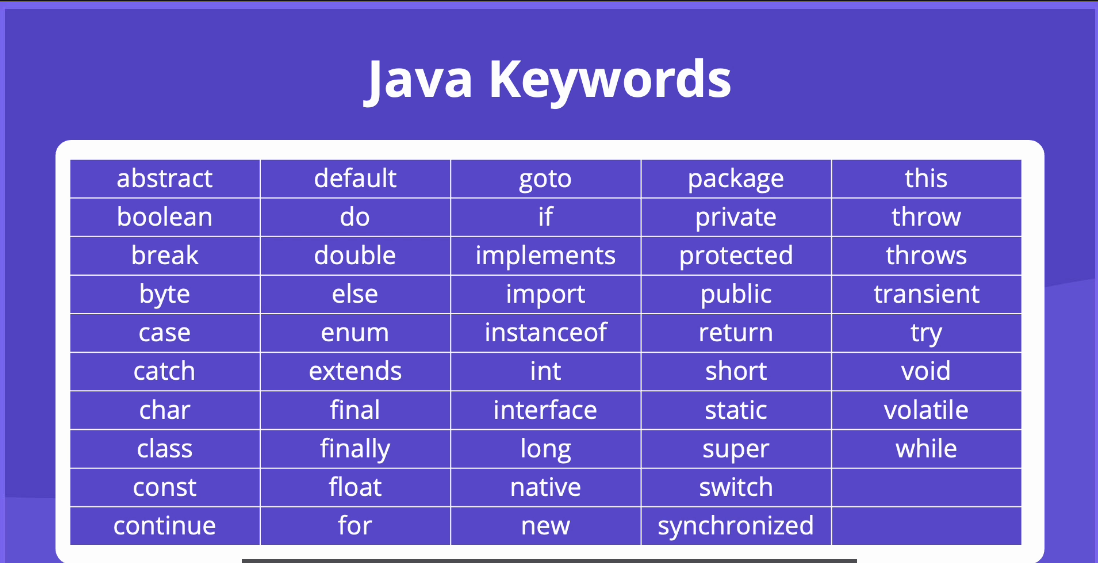 Java Keywords
abstract default goto package this
boolean do if private throw
break double implements protected throws
byte else import public transient
case enum instanceof return try
catch extends int short void
char final interface static volatile
class finally long super while
const float native switch
continue for new synchronized